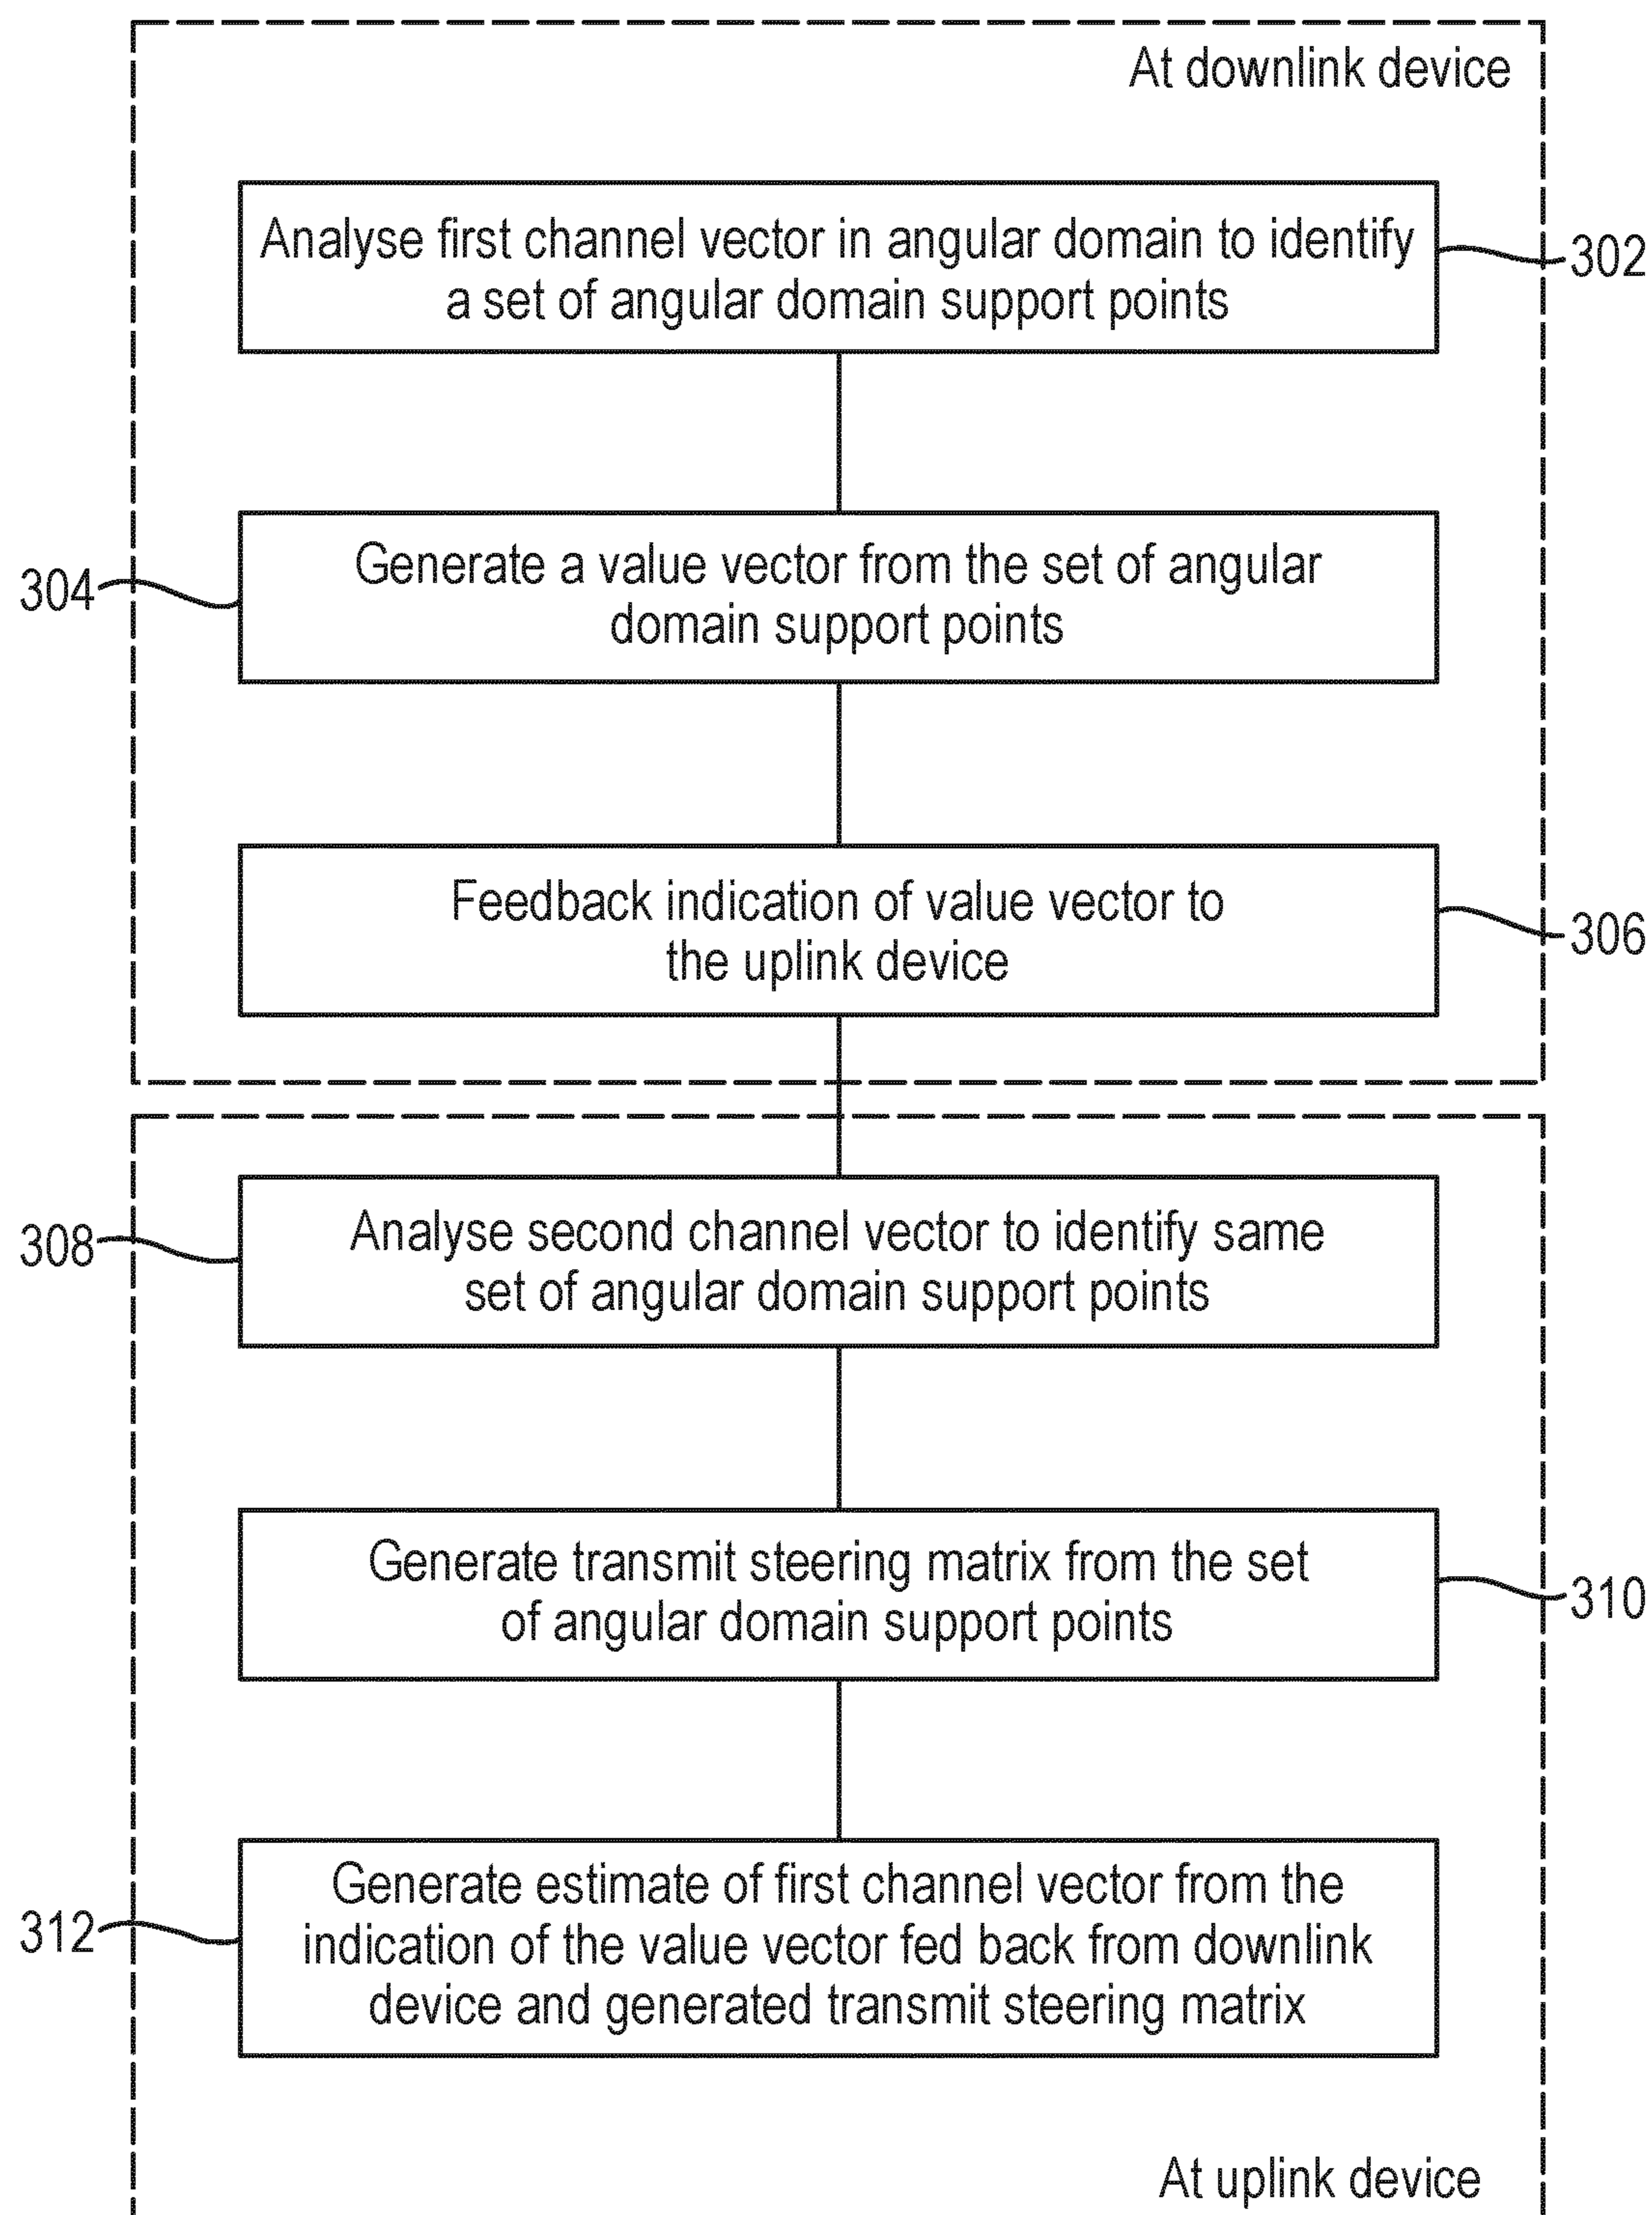 At downlink device
Analyse first channel vector in angular domain to identify
a set of angular domain support points
302
Generate a value vector from the set of angular
domain support points
304
Feedback indication of value vector to
the uplink device
306
Analyse second channel vector to identify same
set of angular domain support points
308
Generate transmit steering matrix from the set
of angular domain support points
310
Generate estimate of first channel vector from the
indication of the value vector fed back from downlink
device and generated transmit steering matrix
312
At uplink device